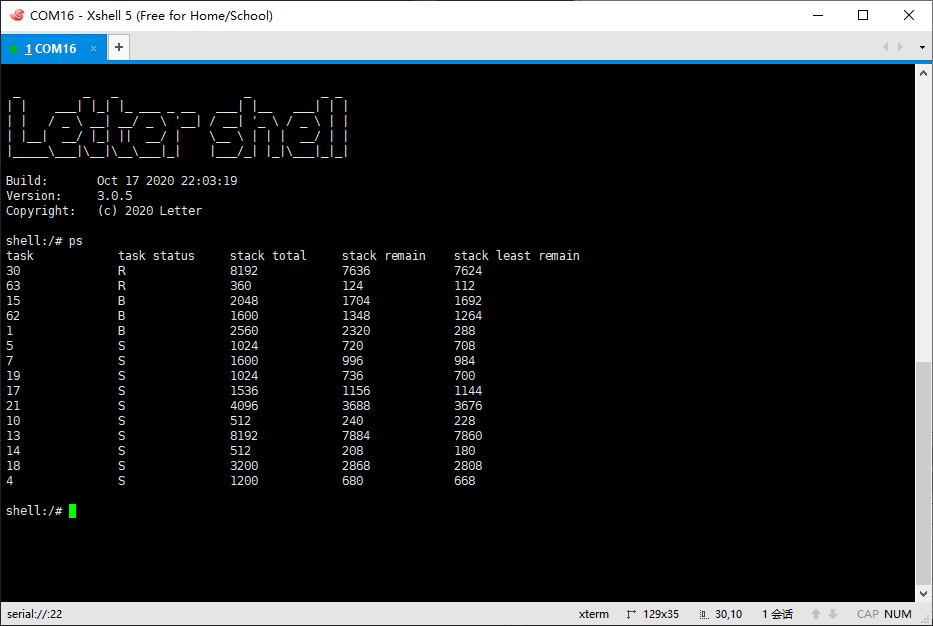 COM16 - Xshell 5 (Free for Home/School)
1 COM16 × +
Letter shell
Build: Oct 17 2020 22:03:19
Version: 3.0.5
Copyright: (c) 2020 Letter
shell:/# ps
task task status stack total stack remain stack least remain
30 R 8192 7636 7624
63 R 360 124 112
15 B 2048 1704 1692
62 B 1600 1348 1264
1 B 2560 2320 288
5 S 1024 720 708
7 S 1600 996 984
19 S 1024 736 700
17 S 1536 1156 1144
21 S 4096 3688 3676
10 S 512 240 228
13 S 8192 7884 7860
14 S 512 208 180
18 S 3200 2868 2808
4 S 1200 680 668
shell:/#
serial://:22 xterm 129x35 30,10 1 会话 CAP NUM